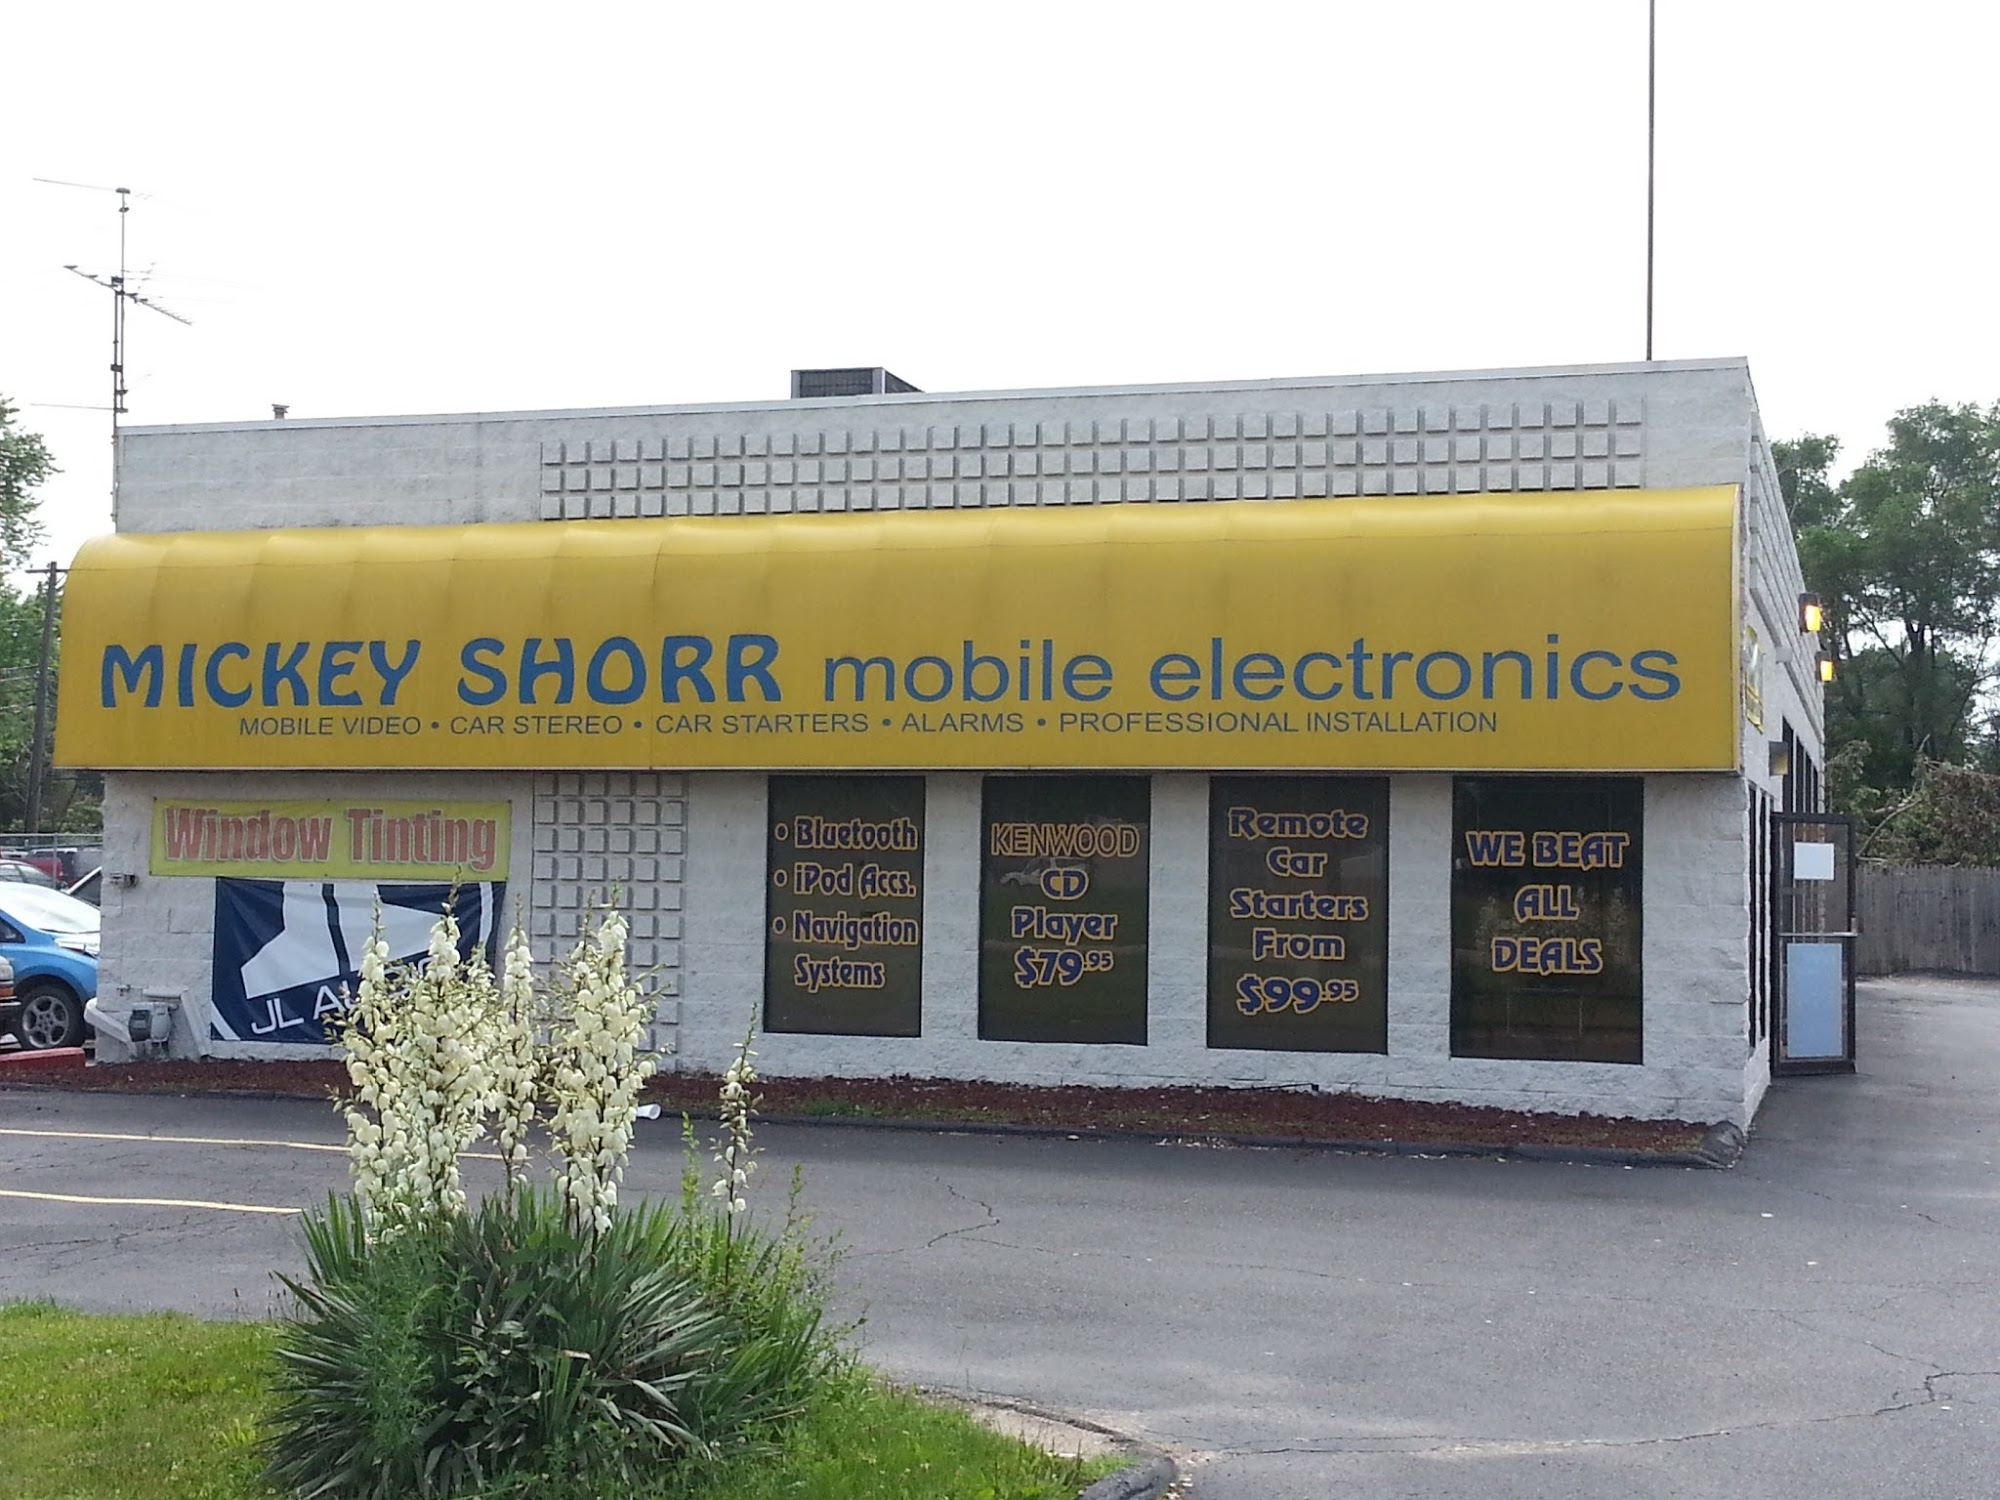 MICKEY SHORR mobile electronics
MOBILE VIDEO • CAR STEREO • CAR STARTERS • ALARMS • PROFESSIONAL INSTALLATION
Window Tinting
JL
• Bluetooth
• iPod Accs.
• Navigation
Systems
KENWOOD
CD
Player
$79.95
Remote
Car
Starters
From
$99.95
WE BEAT
ALL
DEALS